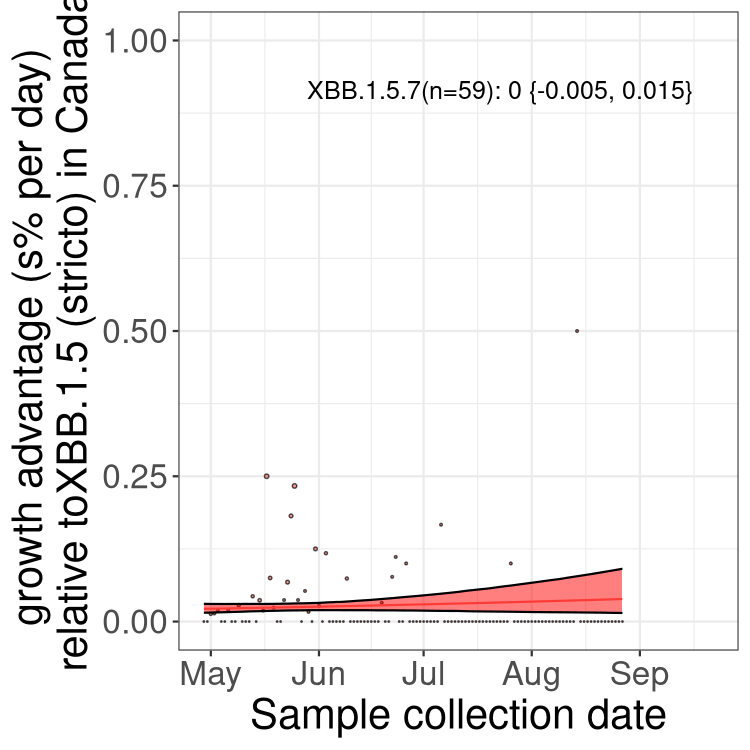 growth advantage (s% per day)
relative toXBB.1.5 (stricto) in Canada
1.00
0.75
0.50
0.25
0.00
XBB.1.5.7(n=59): 0 {-0.005, 0.015}
May Jun Jul Aug Sep
Sample collection date